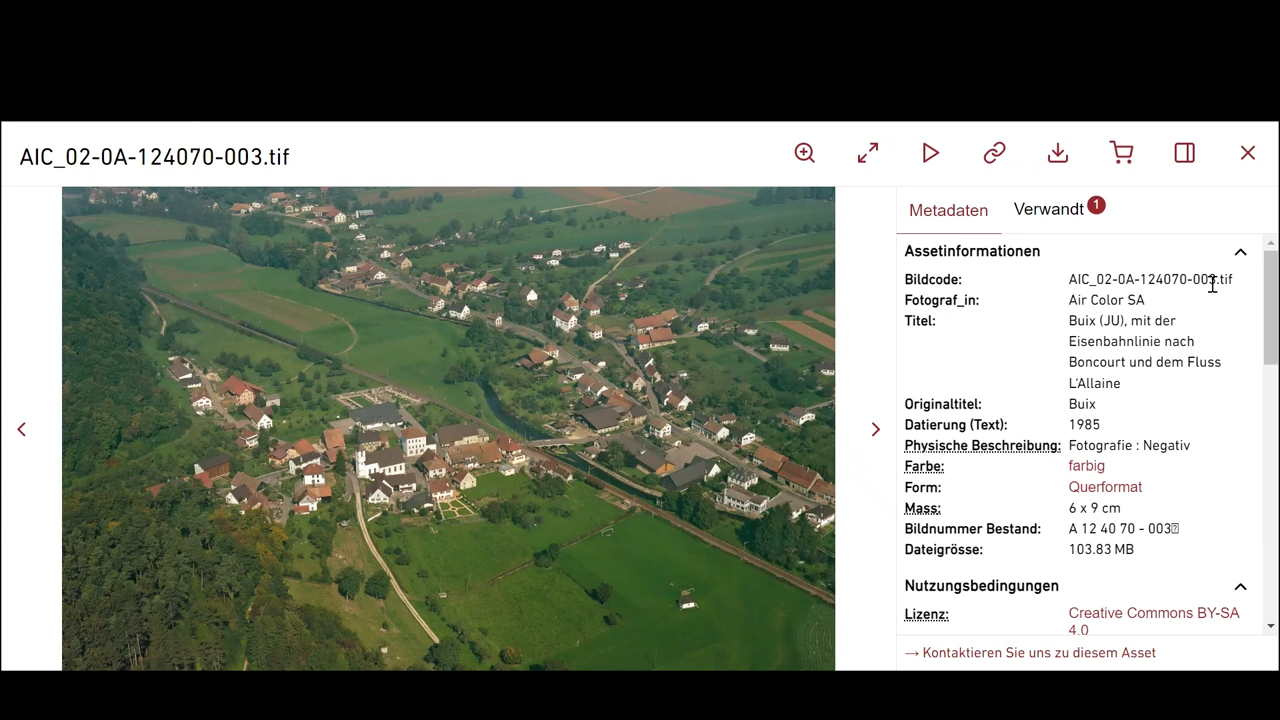 AIC_02-0A-124070-003.tif
Metadaten
Verwandt 1
Assetinformationen
Bildcode: AIC_02-0A-124070-003.tif
Fotograf_in: Air Color SA
Titel: Buix (JU), mit der
Eisenbahnlinie nach
Boncourt und dem Fluss
L'Allaine
Originaltitel: Buix
Datierung (Text): 1985
Physische Beschreibung: Fotografie : Negativ
Farbe: farbig
Form: Querformat
Mass: 6 x 9 cm
Bildnummer Bestand: A 12 40 70 - 003
Dateigrösse: 103.83 MB
Nutzungsbedingungen
Lizenz: Creative Commons BY-SA
4.0
→ Kontaktieren Sie uns zu diesem Asset